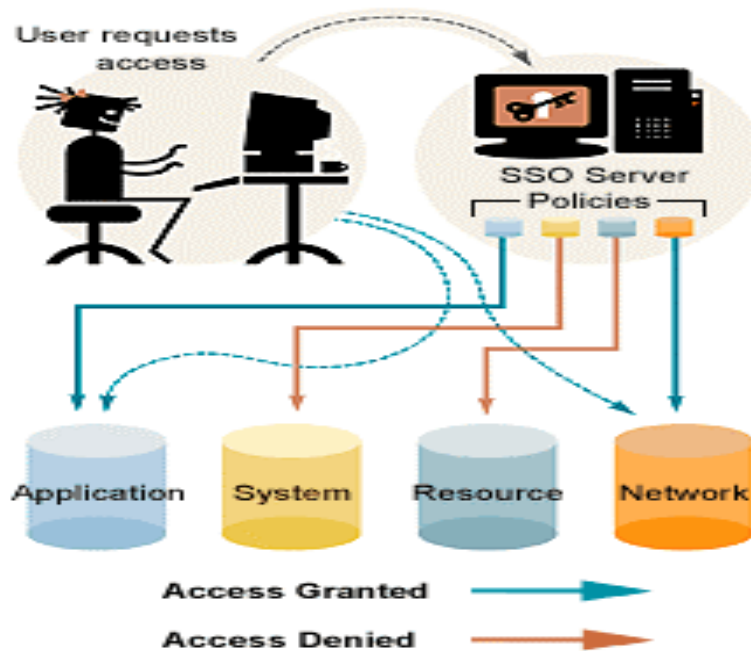 User requests
access
SSO Server
Policies
Application
System
Resource
Network
Access Granted
Access Denied